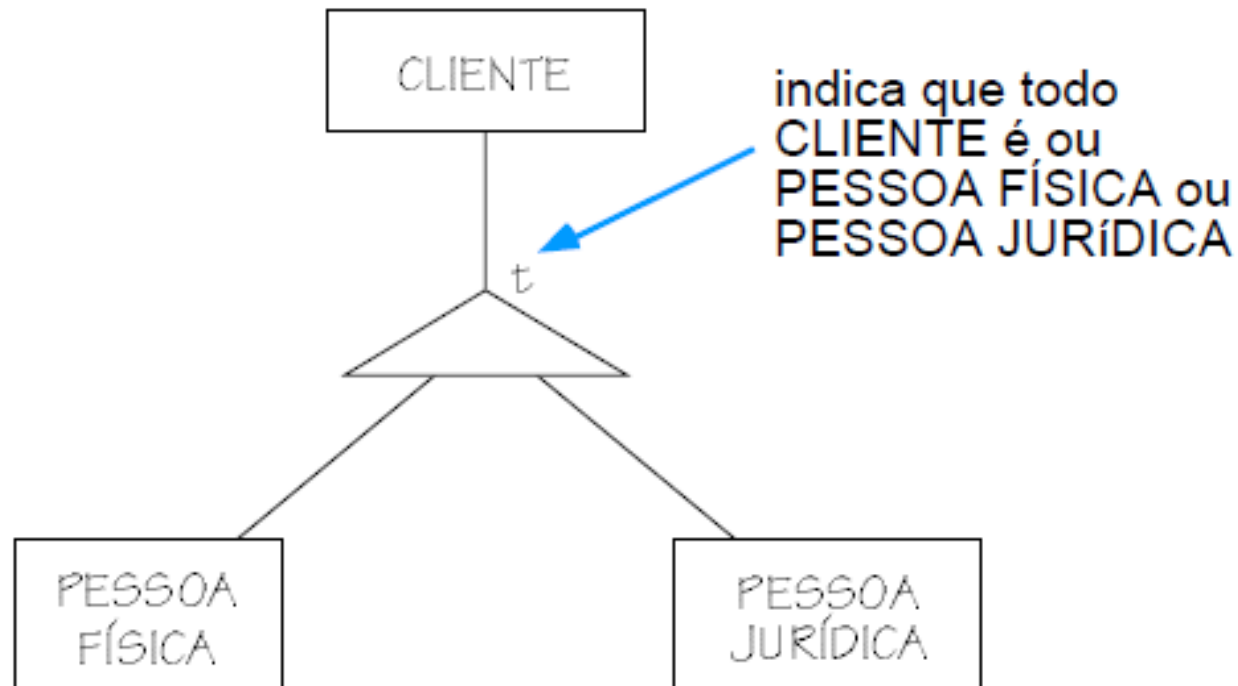 CLIENTE
indica que todo
CLIENTE é ou
PESSOA FÍSICA ou
PESSOA JURíDICA
t
PESSOA
FÍSICA
PESSOA
JURÍDICA